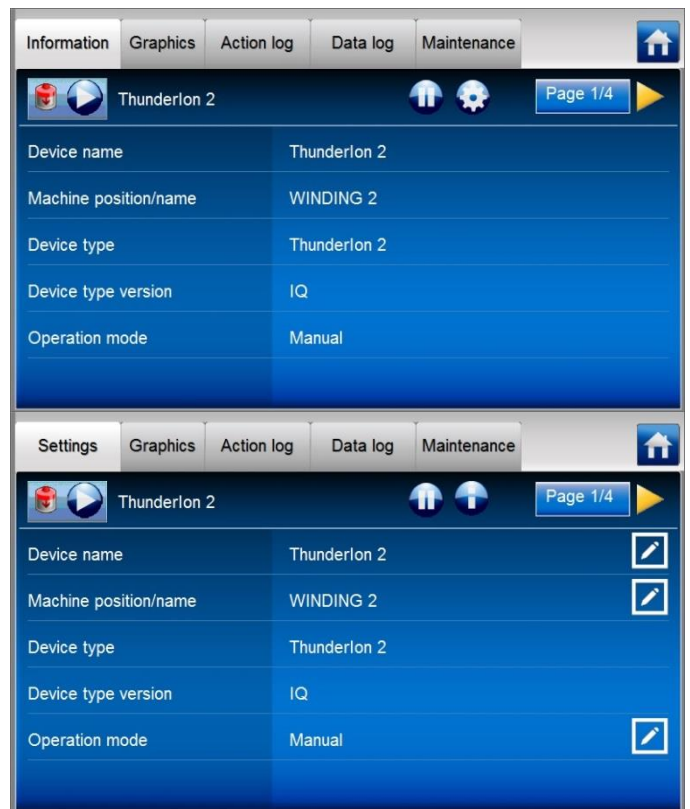 Information Graphics Action log Data log Maintenance
ThunderIon 2 Page 1/4
Device name ThunderIon 2
Machine position/name WINDING 2
Device type ThunderIon 2
Device type version IQ
Operation mode Manual
Settings Graphics Action log Data log Maintenance
ThunderIon 2 Page 1/4
Device name ThunderIon 2
Machine position/name WINDING 2
Device type ThunderIon 2
Device type version IQ
Operation mode Manual